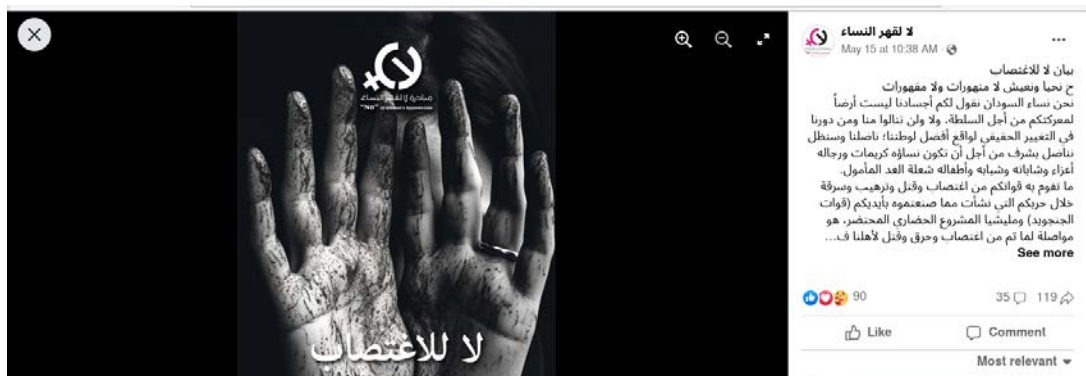 لا لقهر النساء
May 15 at 10:38 AM ·
بيان لا للاغتصاب
ح نحيا ونعيش لا منهورات ولا مقهورات
نحن نساء السودان نقول لكم أجسادنا ليست أرضاً
لمعركتكم من أجل السلطة، ولا ولن تنالوا منا ومن دورنا
في التغيير الحقيقي لواقع أفضل لوطننا؛ ناضلنا وسنظل
نناضل بشرف من أجل أن تكون نساؤه كريمات ورجاله
أعزاء وشاباته وشبابه وأطفاله شعلة الغد المأمول.
ما تقوم به قواتكم من اغتصاب وقتل وترهيب وسرقة
خلال حربكم التي نشأت مما صنعتموه بأيديكم (قوات
الجنجويد) ومليشيا المشروع الحضاري المحتضر، هو
مواصلة لما تم من اغتصاب وحرق وقتل لأهلنا ف...
See more
90
35
119
Like
Comment
Most relevant
مبادرة لا لقهر النساء
"No" to women's oppression
لا للاغتصاب